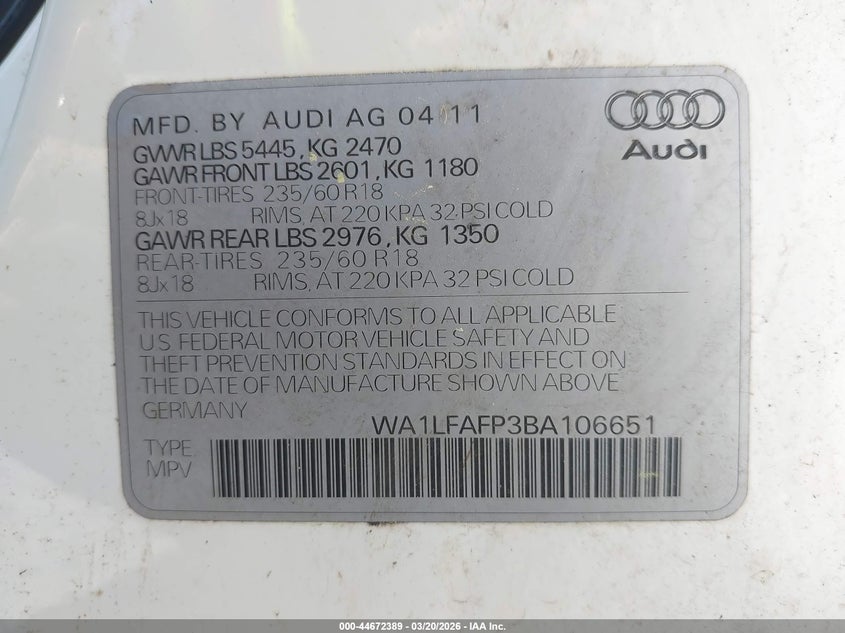 MFD. BY AUDI AG 04 11
GVWR LBS 5445, KG 2470
GAWR FRONT LBS 2601, KG 1180
FRONT-TIRES 235/60 R18
8Jx18 RIMS, AT 220 KPA 32 PSI COLD
GAWR REAR LBS 2976, KG 1350
REAR-TIRES 235/60 R18
8Jx18 RIMS, AT 220 KPA 32 PSI COLD
Audi
THIS VEHICLE CONFORMS TO ALL APPLICABLE
U.S FEDERAL MOTOR VEHICLE SAFETY AND
THEFT PREVENTION STANDARDS IN EFFECT ON
THE DATE OF MANUFACTURE SHOWN ABOVE
GERMANY WA1LFAFP3BA106651
TYPE.
MPV
000-44672389 - 03/20/2026 - IAA Inc.